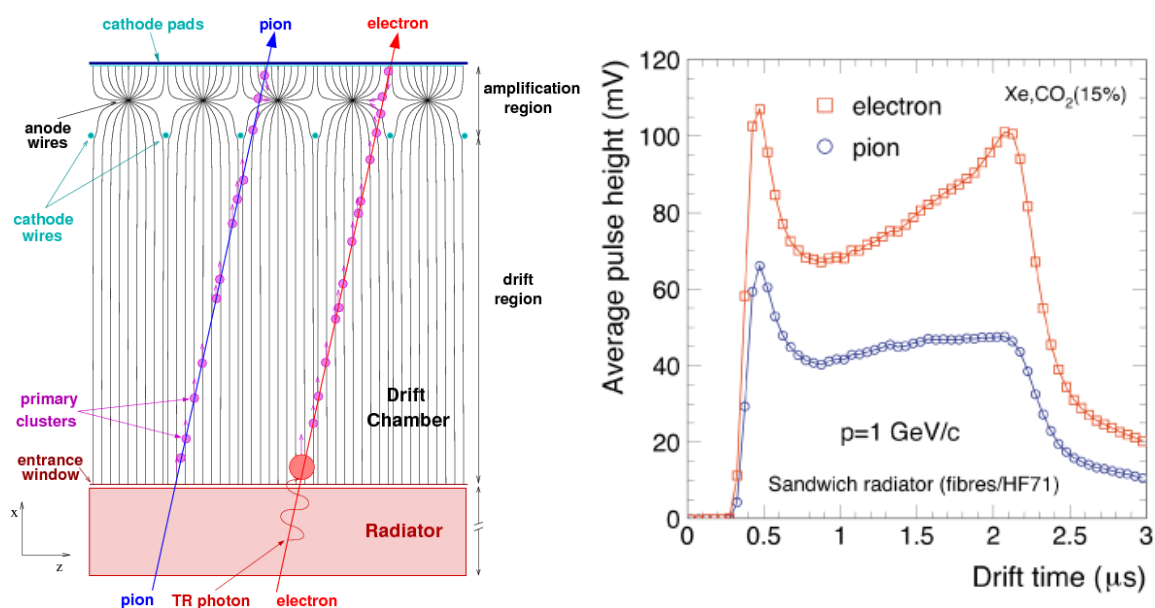 cathode pads
pion
electron
amplification
region
anode
wires
cathode
wires
drift
region
primary
clusters
Drift
Chamber
entrance
window
Radiator
x
z
pion
TR photon
electron
Average pulse height (mV)
120
100
80
60
40
20
0
Xe,CO₂(15%)
electron
pion
p=1 GeV/c
Sandwich radiator (fibres/HF71)
0
0.5
1
1.5
2
2.5
3
Drift time (μs)